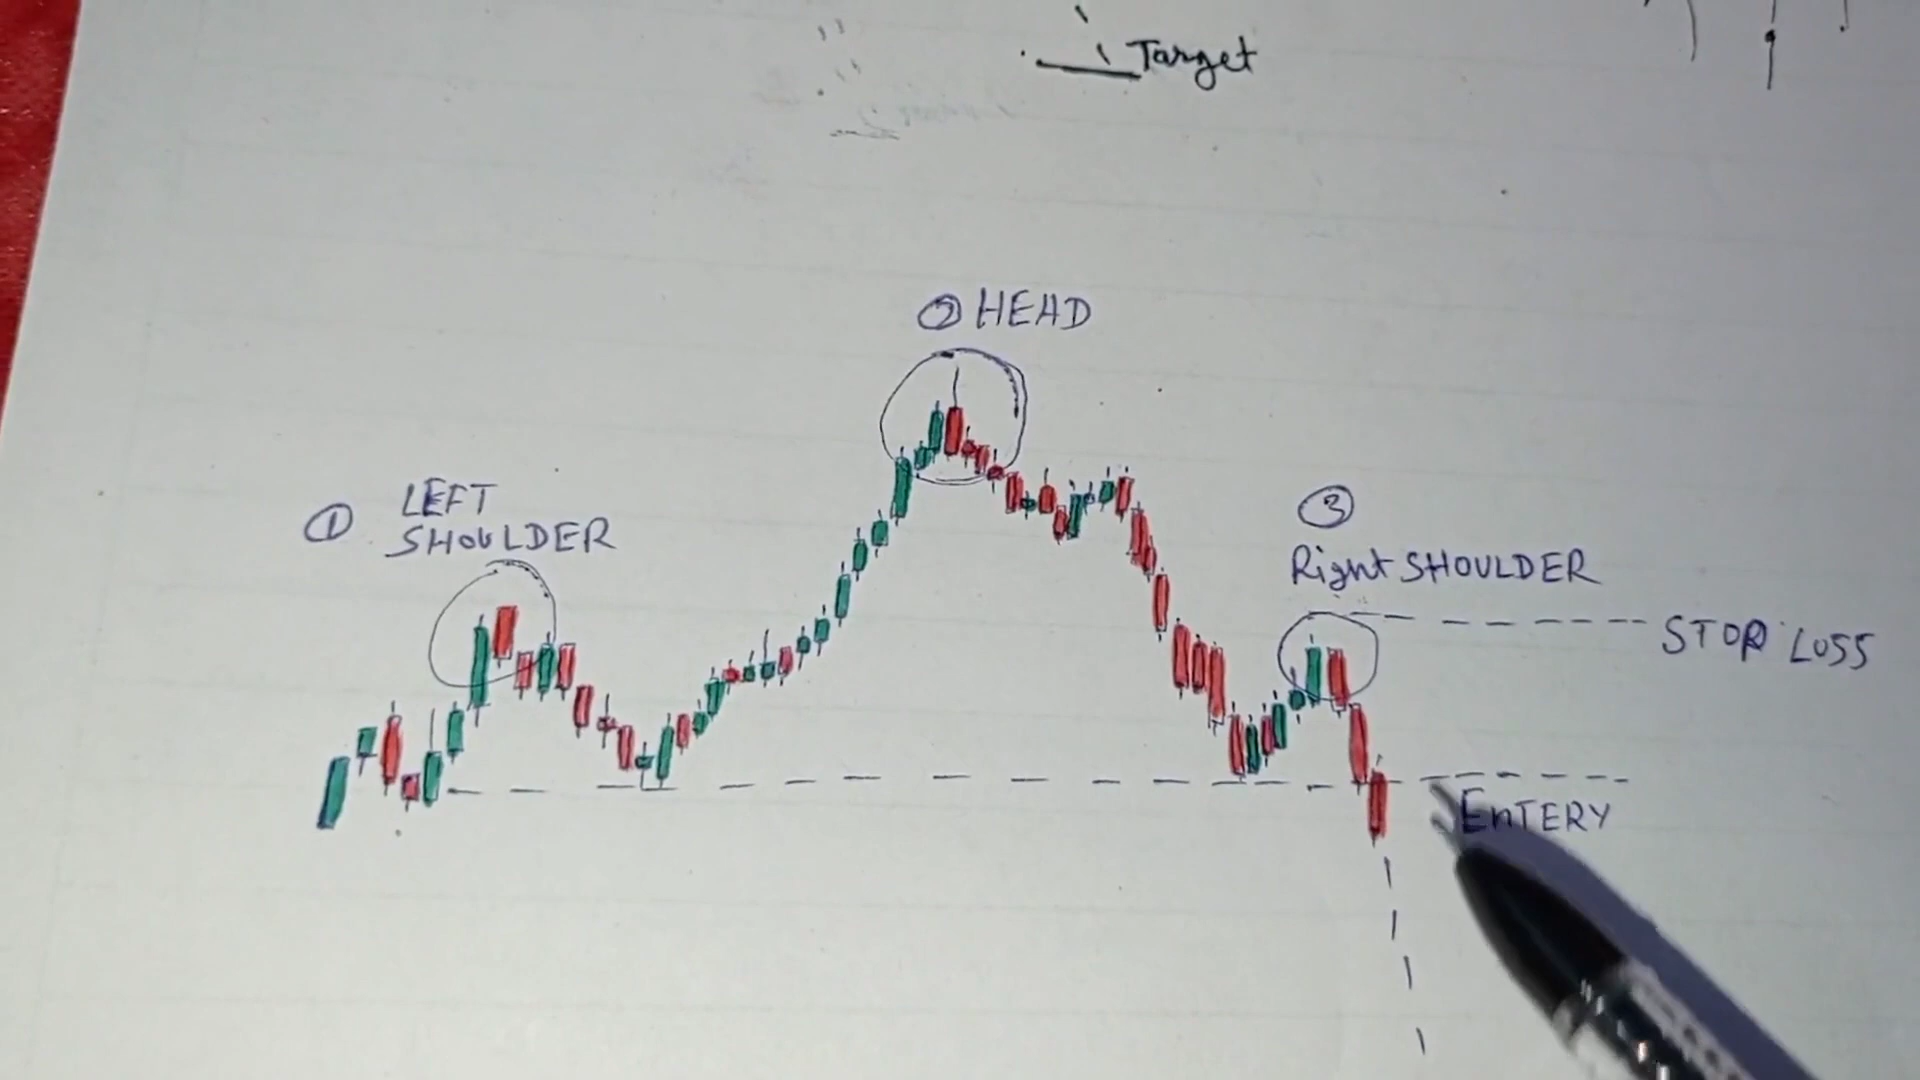 Target
② HEAD
① LEFT
SHOULDER
③
Right SHOULDER
STOP LOSS
EnTERY